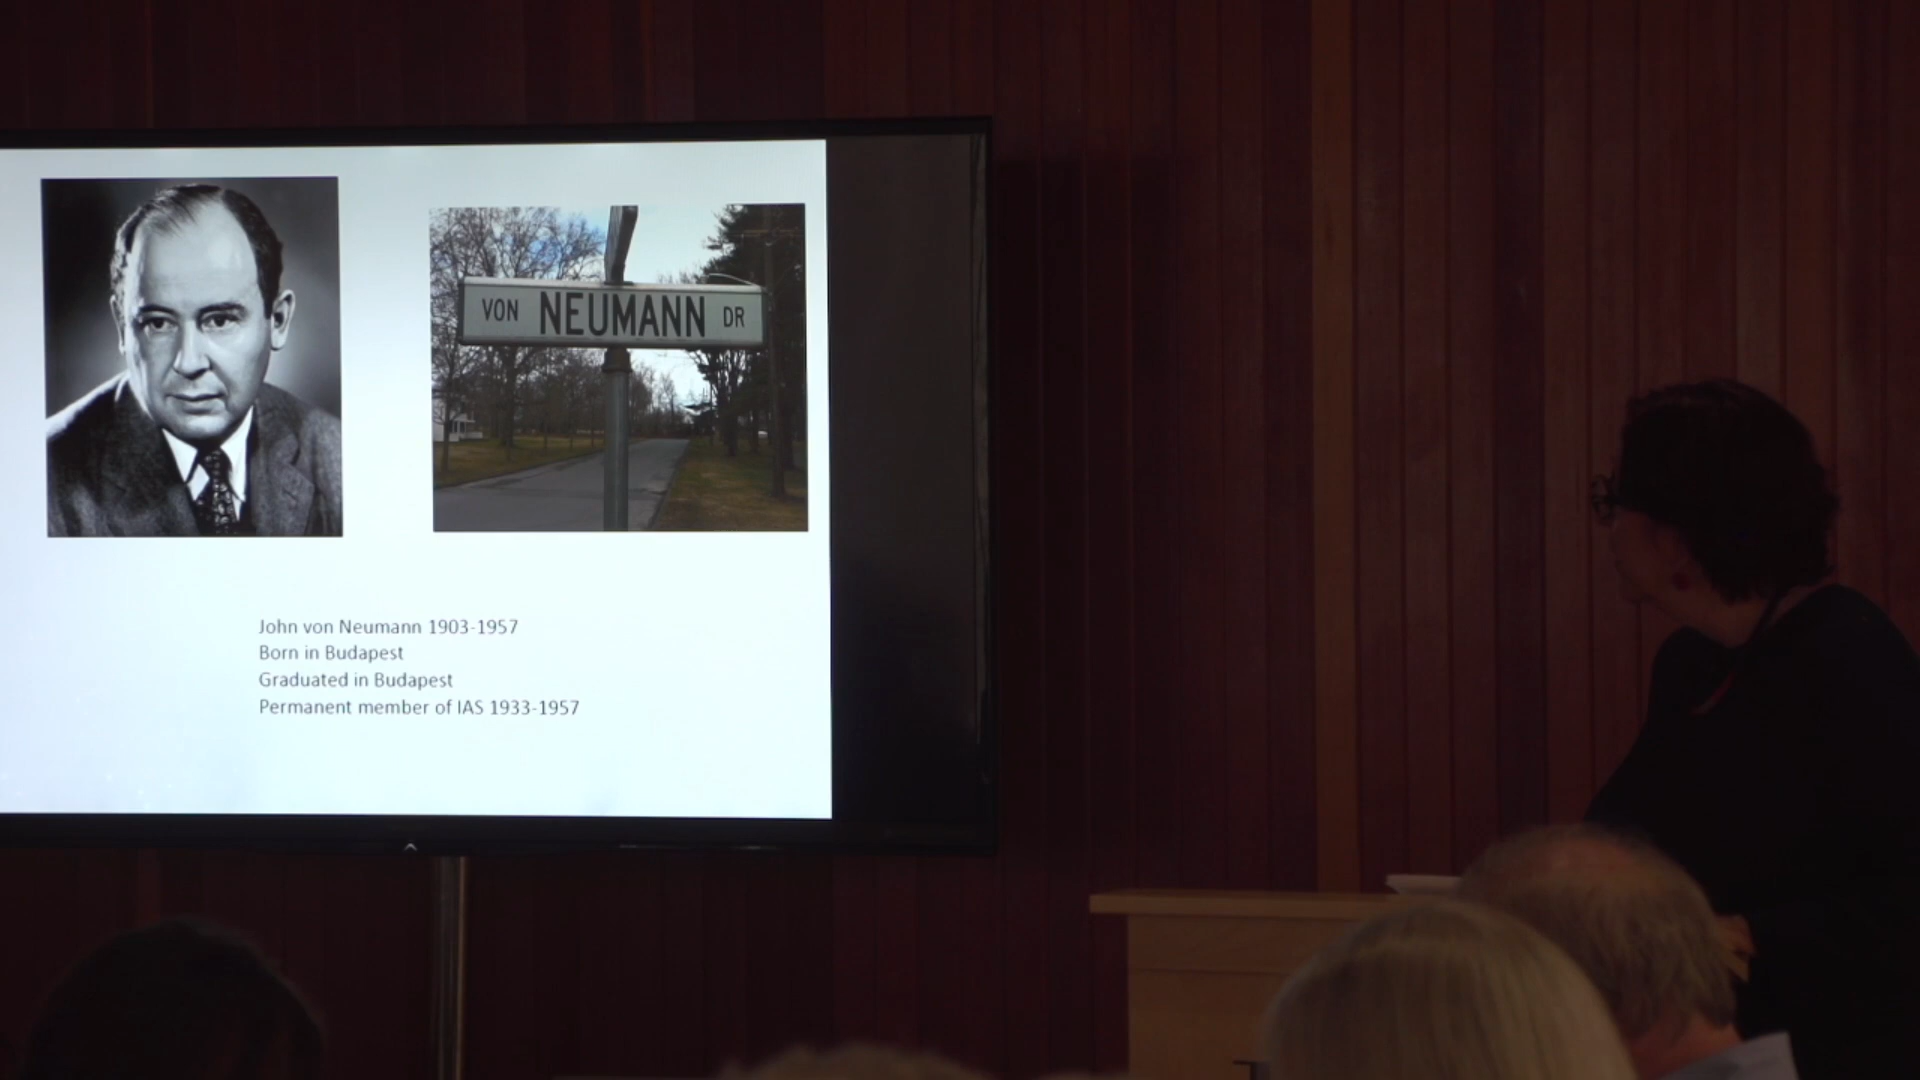 VON NEUMANN DR
John von Neumann 1903-1957
Born in Budapest
Graduated in Budapest
Permanent member of IAS 1933-1957